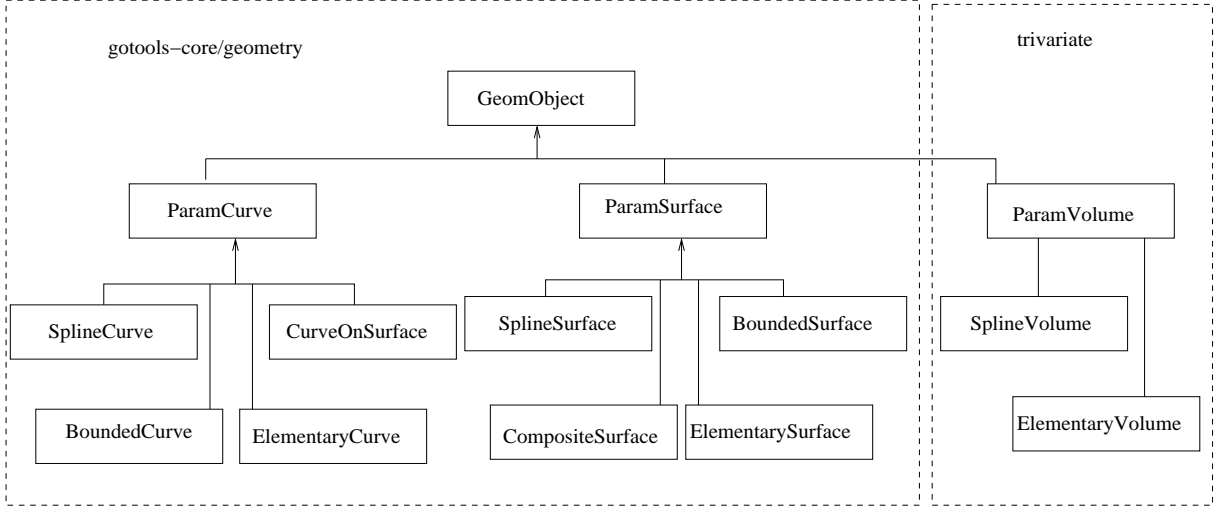 gotools−core/geometry
trivariate
GeomObject
ParamCurve
ParamSurface
ParamVolume
SplineCurve
CurveOnSurface
SplineSurface
BoundedSurface
SplineVolume
BoundedCurve
ElementaryCurve
CompositeSurface
ElementarySurface
ElementaryVolume